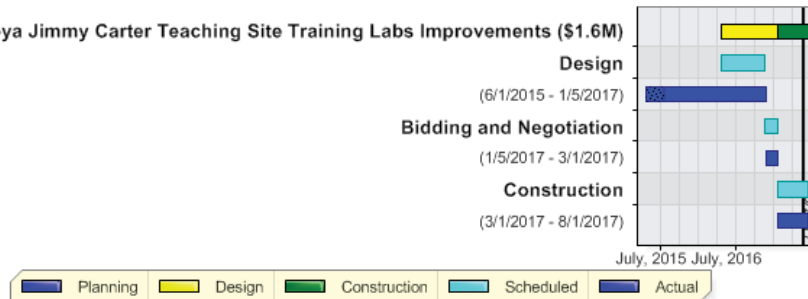 Jimmy Carter Teaching Site Training Labs Improvements ($1.6M)
Design
(6/1/2015 - 1/5/2017)
Bidding and Negotiation
(1/5/2017 - 3/1/2017)
Construction
(3/1/2017 - 8/1/2017)
July, 2015 July, 2016
Planning Design Construction Scheduled Actual